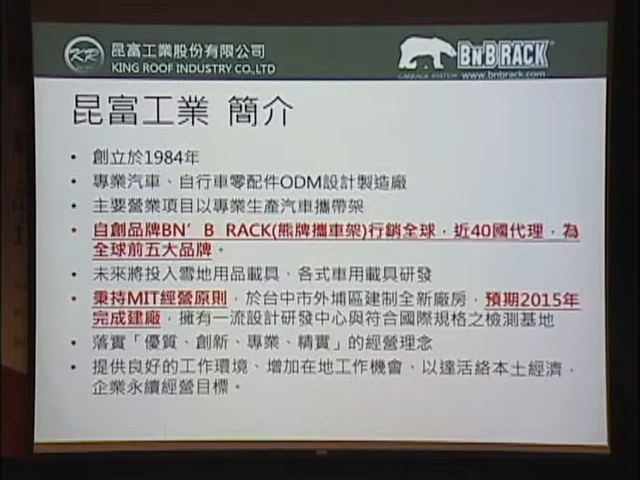 昆富工業股份有限公司
KING ROOF INDUSTRY CO.,LTD
BNB RACK
CARRACK SYSTEM www.bnbrack.com
昆富工業 簡介
• 創立於1984年
• 專業汽車、自行車零配件ODM設計製造廠
• 主要營業項目以專業生產汽車攜帶架
• 自創品牌BN’B RACK(熊牌攜車架)行銷全球，近40國代理，為
全球前五大品牌。
• 未來將投入雪地用品載具、各式車用載具研發
• 秉持MIT經營原則，於台中市外埔區建制全新廠房，預期2015年
完成建廠，擁有一流設計研發中心與符合國際規格之檢測基地
• 落實「優質、創新、專業、精實」的經營理念
• 提供良好的工作環境、增加在地工作機會、以達活絡本土經濟，
企業永續經營目標。